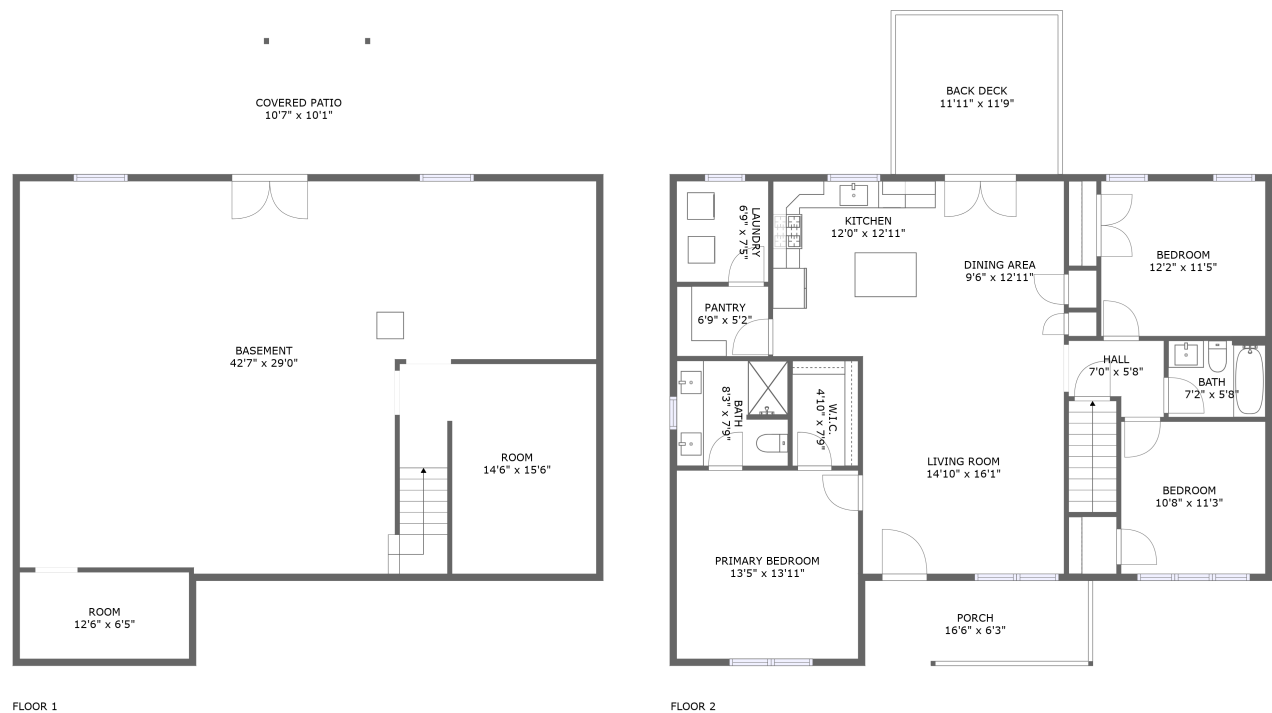 COVERED PATIO
10'7" x 10'1"
BASEMENT
42'7" x 29'0"
ROOM
14'6" x 15'6"
ROOM
12'6" x 6'5"
FLOOR 1
BACK DECK
11'11" x 11'9"
LAUNDRY
6'9" x 7'5"
KITCHEN
12'0" x 12'11"
DINING AREA
9'6" x 12'11"
BEDROOM
12'2" x 11'5"
PANTRY
6'9" x 5'2"
HALL
7'0" x 5'8"
BATH
7'2" x 5'8"
BATH
8'3" x 7'9"
W.I.C.
4'10" x 7'9"
LIVING ROOM
14'10" x 16'1"
BEDROOM
10'8" x 11'3"
PRIMARY BEDROOM
13'5" x 13'11"
PORCH
16'6" x 6'3"
FLOOR 2